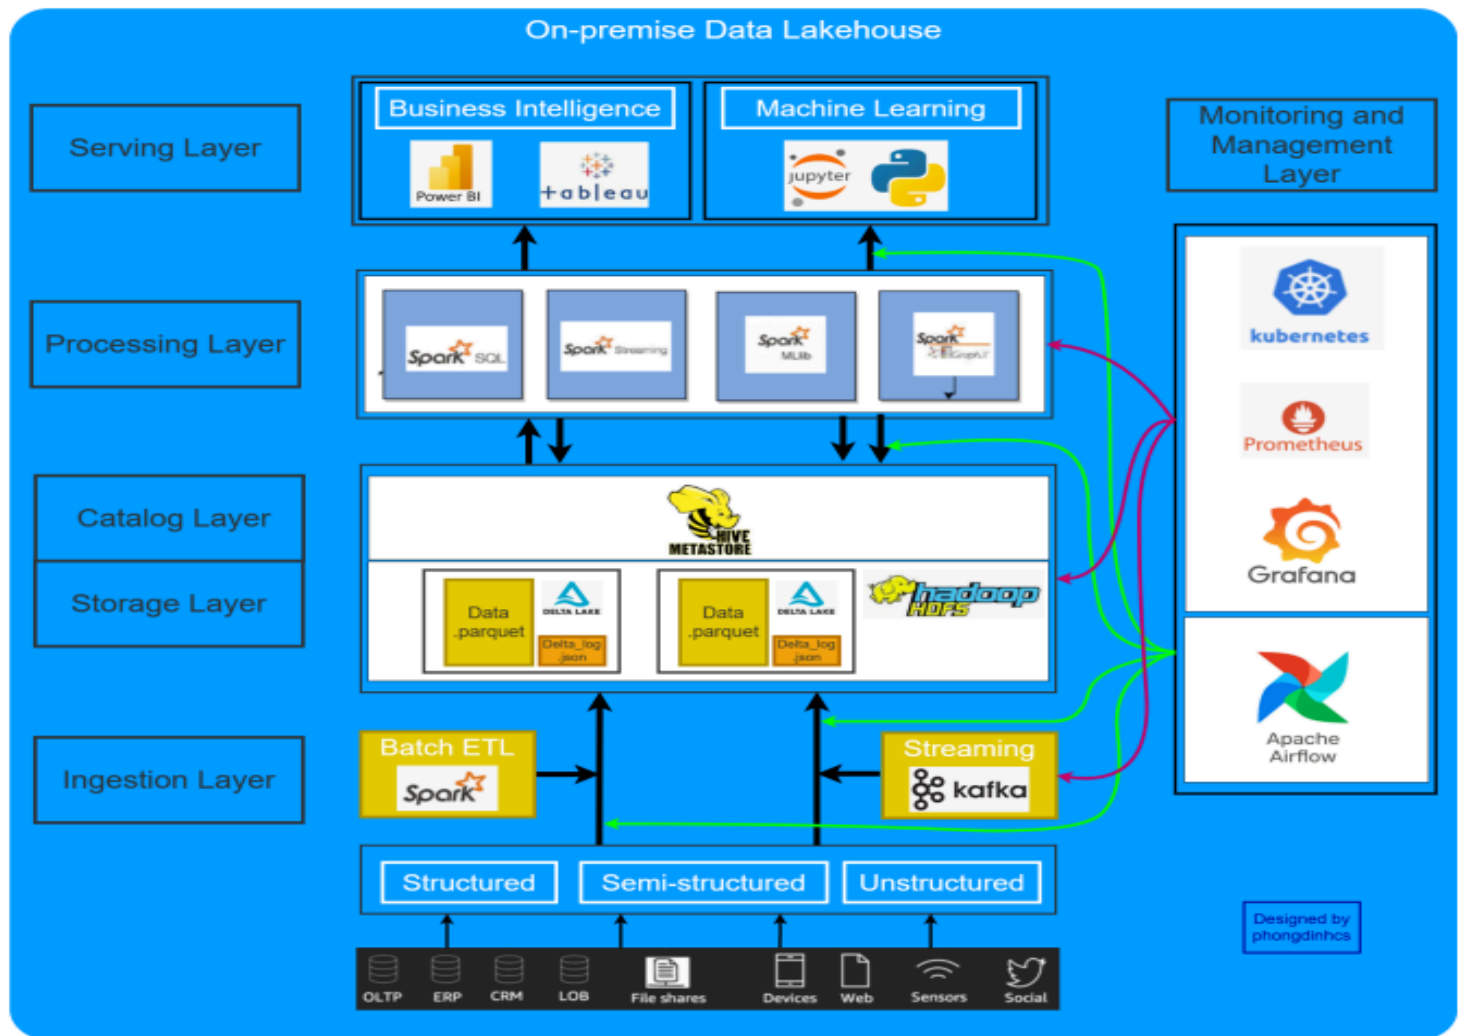 On-premise Data Lakehouse
Serving Layer
Business Intelligence
Power BI
+ableau
Machine Learning
jupyter
Monitoring and
Management
Layer
Processing Layer
Spark SQL
Spark Streaming
Spark
MLlib
Spark
GraphX
kubernetes
Prometheus
Grafana
Apache
Airflow
Catalog Layer
HIVE
METASTORE
Storage Layer
Data
.parquet
DELTA LAKE
Delta_log
.json
Data
.parquet
DELTA LAKE
Delta_log
.json
hadoop
HDFS
Ingestion Layer
Batch ETL
Spark
Streaming
kafka
Structured
Semi-structured
Unstructured
OLTP
ERP
CRM
LOB
File shares
Devices
Web
Sensors
Social
Designed by
phongdinhcs